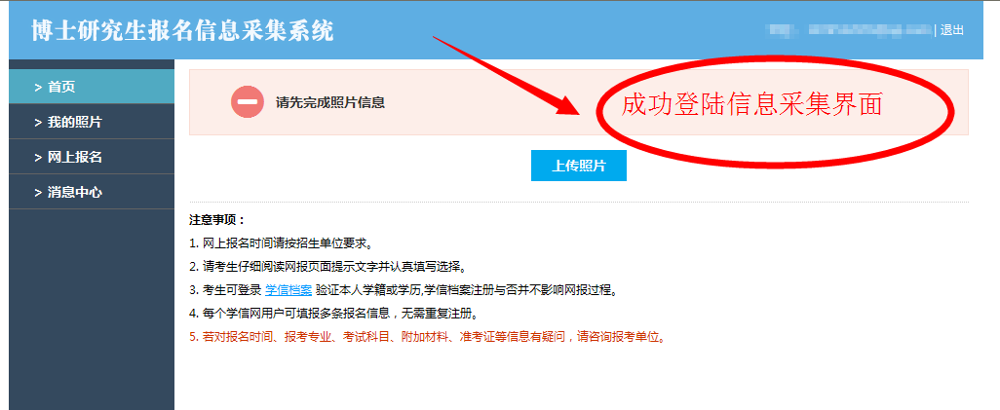 博士研究生报名信息采集系统
| 退出
> 首页
> 我的照片
> 网上报名
> 消息中心
请先完成照片信息
成功登陆信息采集界面
上传照片
注意事项：
1. 网上报名时间请按招生单位要求。
2. 请考生仔细阅读网报页面提示文字并认真填写选择。
3. 考生可登录 学信档案 验证本人学籍或学历,学信档案注册与否并不影响网报过程。
4. 每个学信网用户可填报多条报名信息，无需重复注册。
5. 若对报名时间、报考专业、考试科目、附加材料、准考证等信息有疑问，请咨询报考单位。